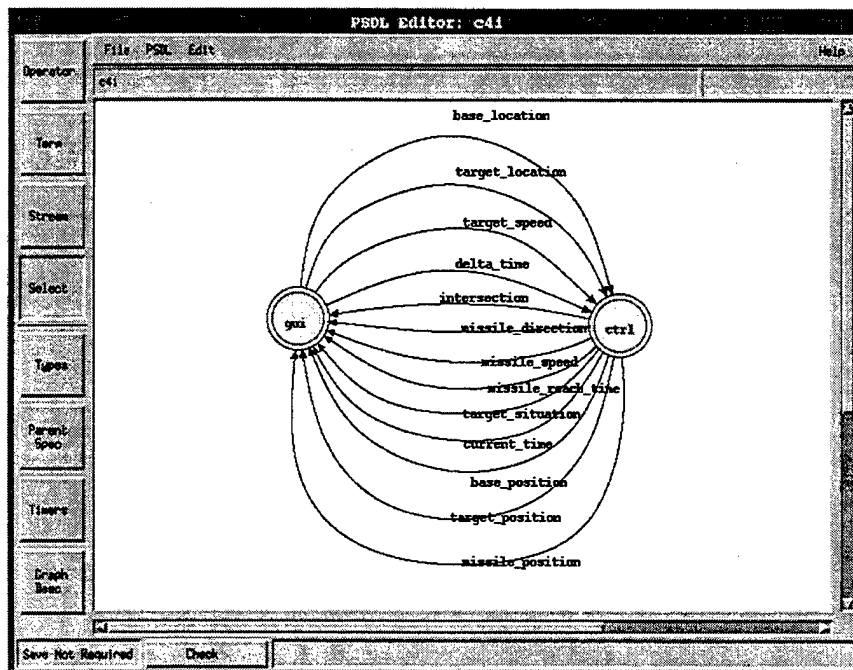 PSDL Editor: c4i
File PSDL Edit Help
Operator
c4i
Term
Stream
Select
Types
Parent
Spec
Timers
Graph
Desc
base_location
target_location
target_speed
delta_time
intersection
gui
missile_direction
ctrl
missile_speed
missile_reach_time
target_situation
current_time
base_position
target_position
missile_position
Save Not Required Check